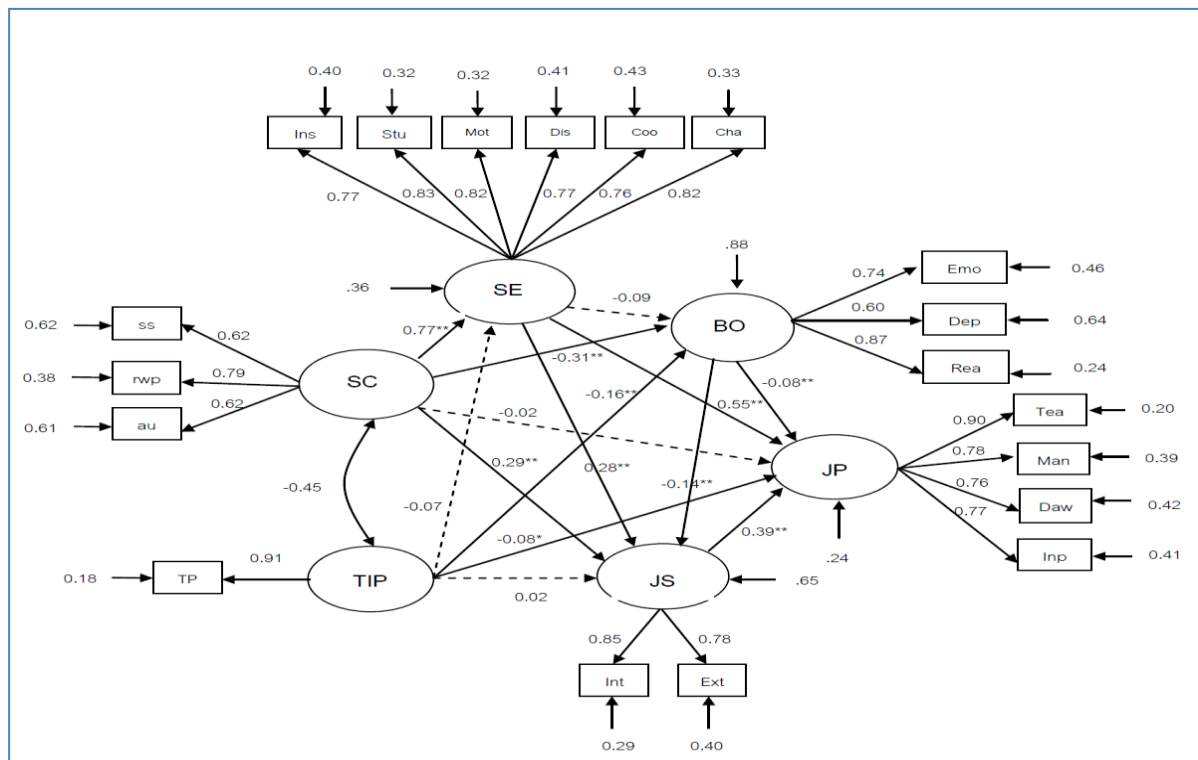 0.40 0.32 0.32 0.41 0.43 0.33
Ins Stu Mot Dis Coo Cha
0.77 0.83 0.82 0.77 0.76 0.82
.88
Emo 0.46
0.74
.36 SE -0.09
0.60 Dep 0.64
BO
0.62 ss 0.62 0.77** 0.87
-0.31** Rea 0.24
0.38 rwp 0.79 SC -0.16** -0.08**
0.61 au 0.62 -0.02 0.55** 0.90 Tea 0.20
0.78 Man 0.39
0.29** 0.28** JP
-0.45 -0.14** 0.76 Daw 0.42
-0.07 0.77
-0.08* 0.39** Inp 0.41
.24
0.18 TP 0.91 TIP JS .65
0.02
0.85 0.78
Int Ext
0.29 0.40